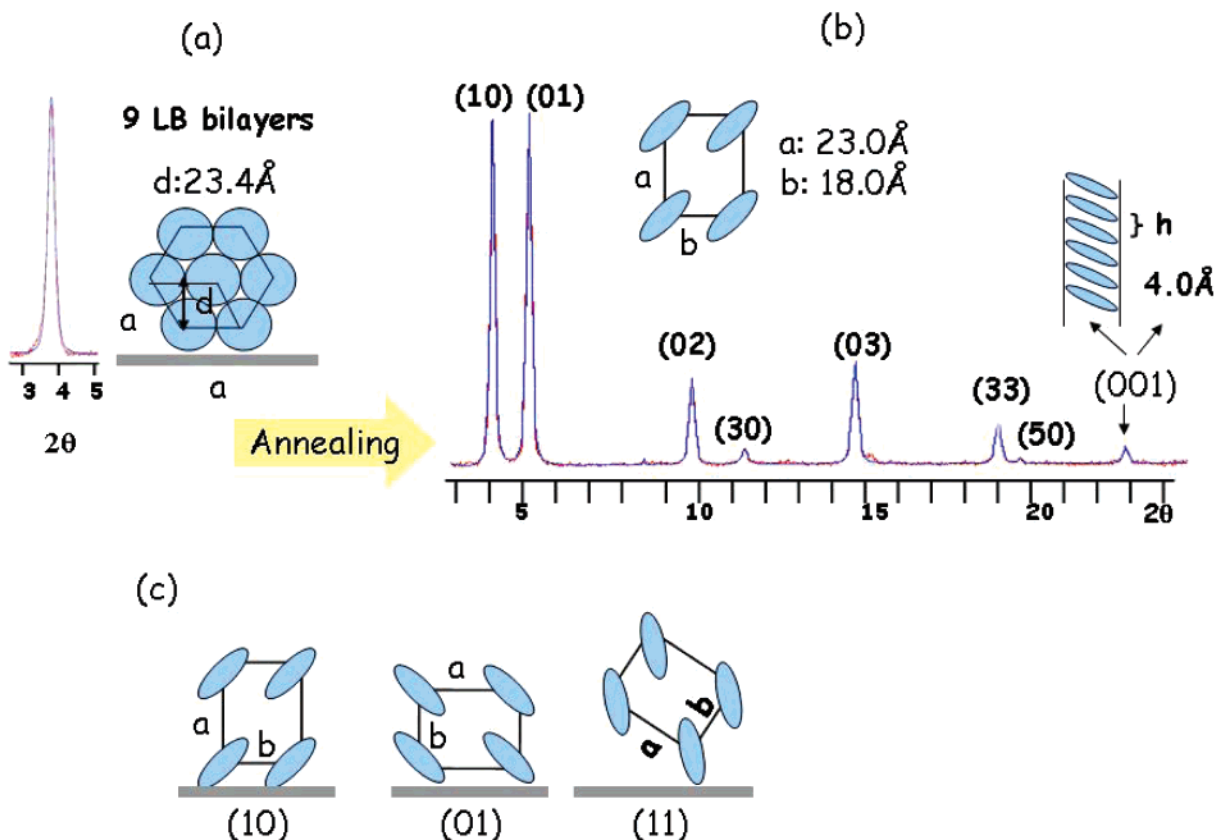 (a)
9 LB bilayers
d:23.4Å
d
a
a
3 4 5
2θ
Annealing
(b)
(10) (01)
a
b
a: 23.0Å
b: 18.0Å
} h
4.0Å
(001)
(02)
(30)
(03)
(33)
(50)
5 10 15 20 2θ
(c)
a
b
(10)
a
b
(01)
a
b
(11)